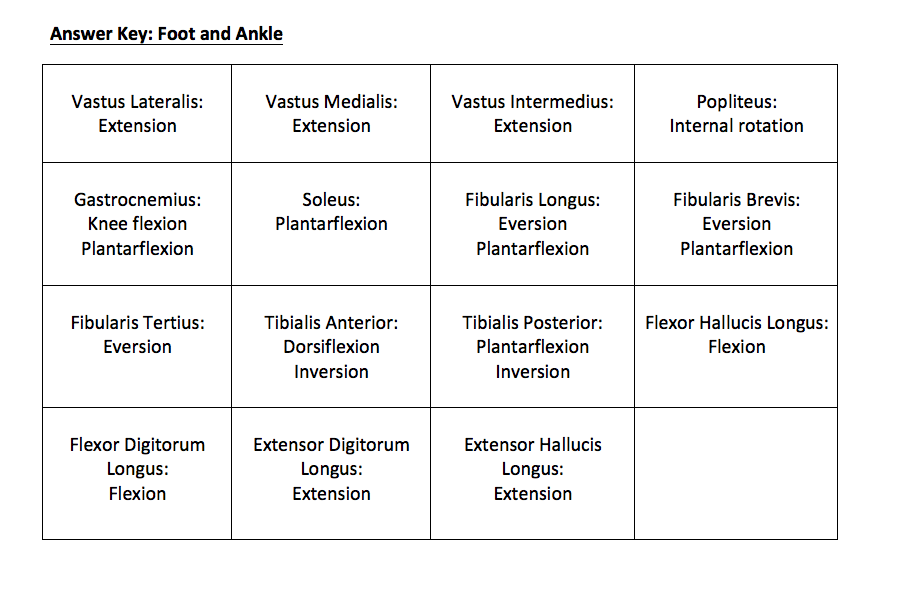 Answer Key: Foot and Ankle
Vastus Lateralis:
Extension
Vastus Medialis:
Extension
Vastus Intermedius:
Extension
Popliteus:
Internal rotation
Gastrocnemius:
Knee flexion
Plantarflexion
Soleus:
Plantarflexion
Fibularis Longus:
Eversion
Plantarflexion
Fibularis Brevis:
Eversion
Plantarflexion
Fibularis Tertius:
Eversion
Tibialis Anterior:
Dorsiflexion
Inversion
Tibialis Posterior:
Plantarflexion
Inversion
Flexor Hallucis Longus:
Flexion
Flexor Digitorum
Longus:
Flexion
Extensor Digitorum
Longus:
Extension
Extensor Hallucis
Longus:
Extension